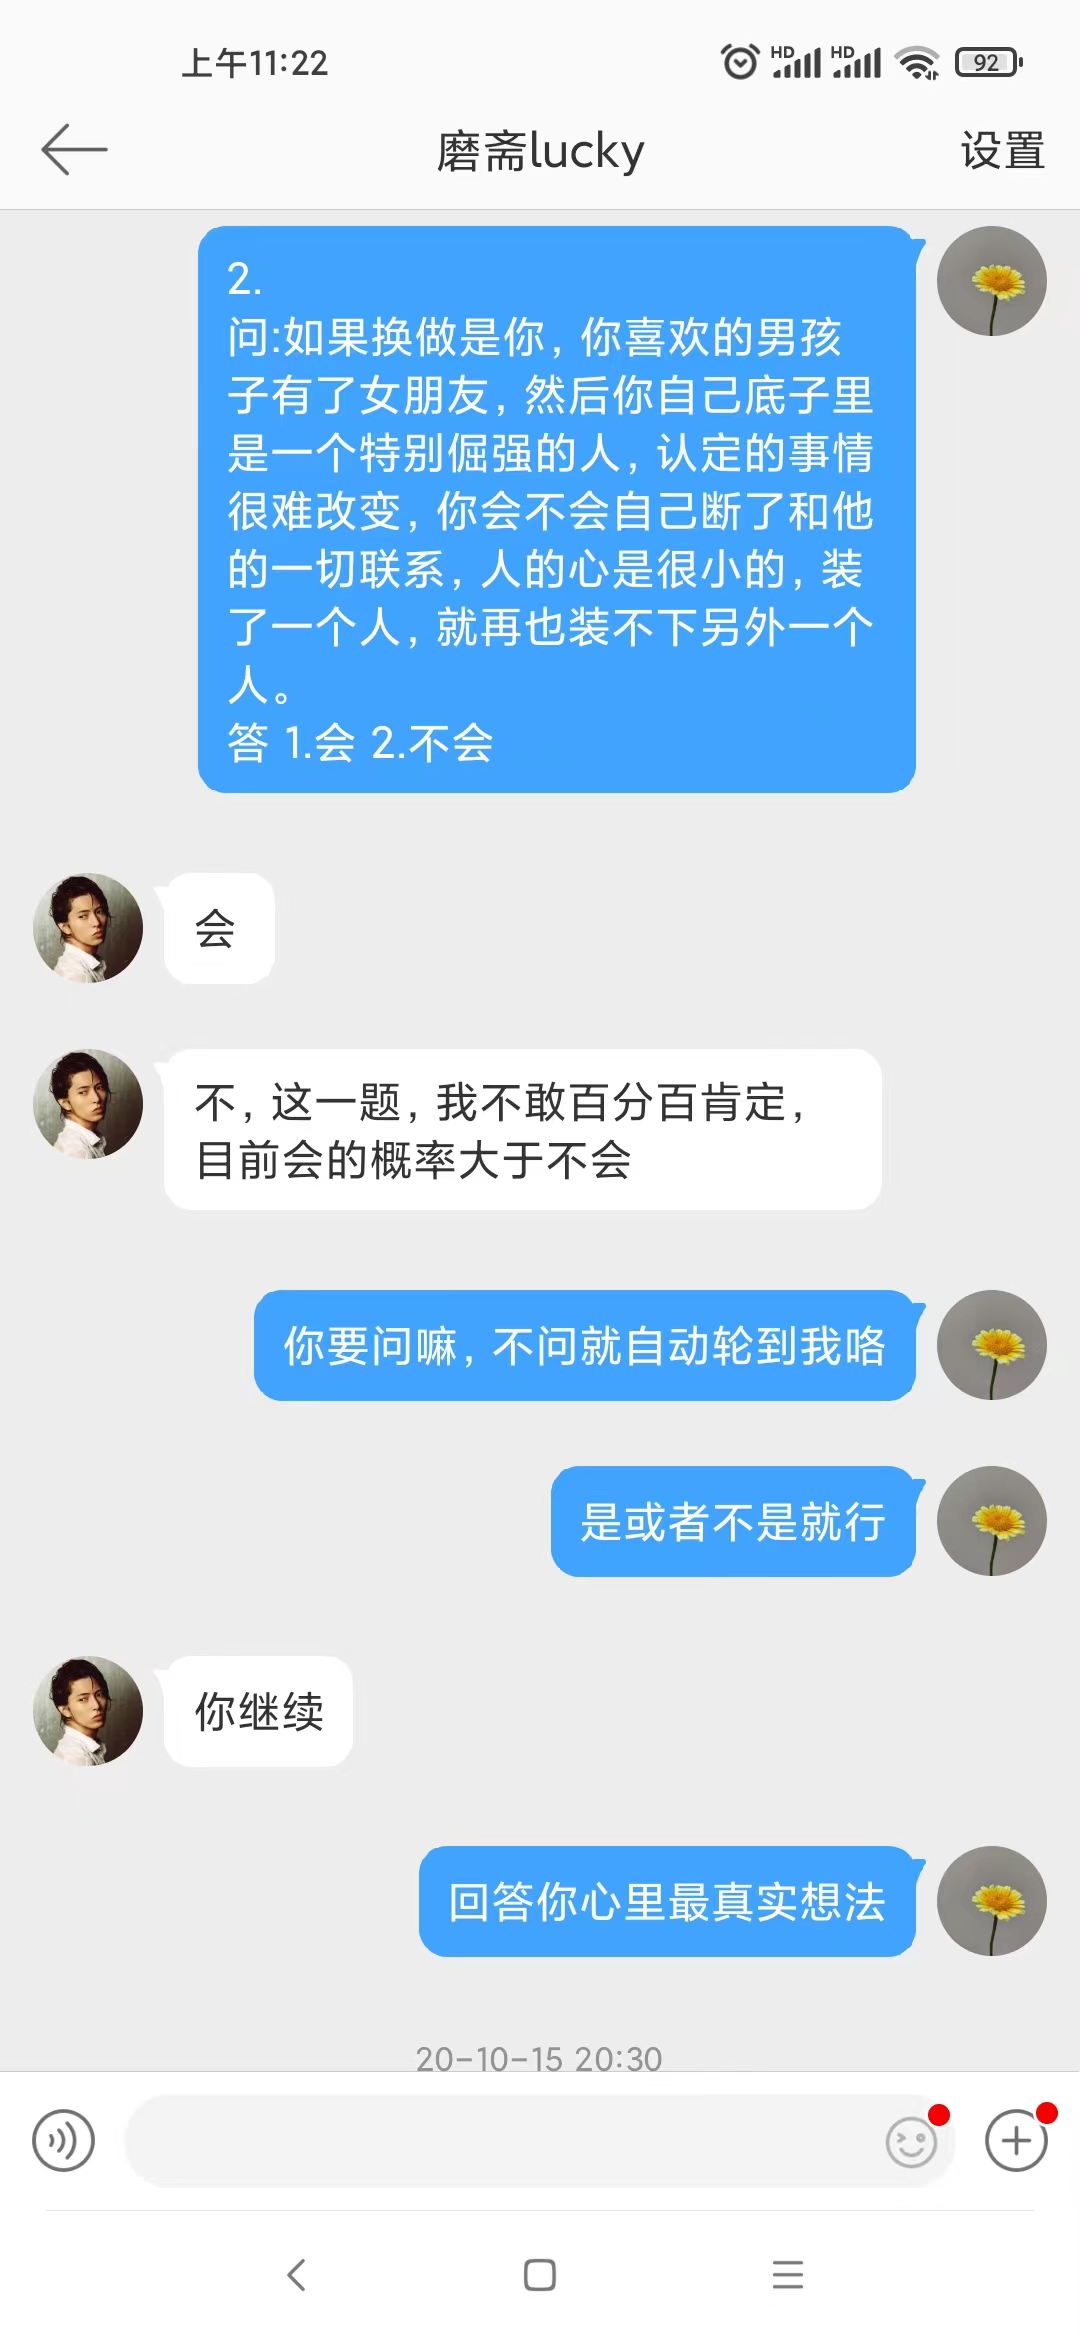 上午11:22
HD HD 92
磨斋lucky 设置
2.
问:如果换做是你, 你喜欢的男孩
子有了女朋友, 然后你自己底子里
是一个特别倔强的人, 认定的事情
很难改变, 你会不会自己断了和他
的一切联系, 人的心是很小的, 装
了一个人, 就再也装不下另外一个
人。
答 1.会 2.不会
会
不, 这一题, 我不敢百分百肯定,
目前会的概率大于不会
你要问嘛, 不问就自动轮到我咯
是或者不是就行
你继续
回答你心里最真实想法
20-10-15 20:30